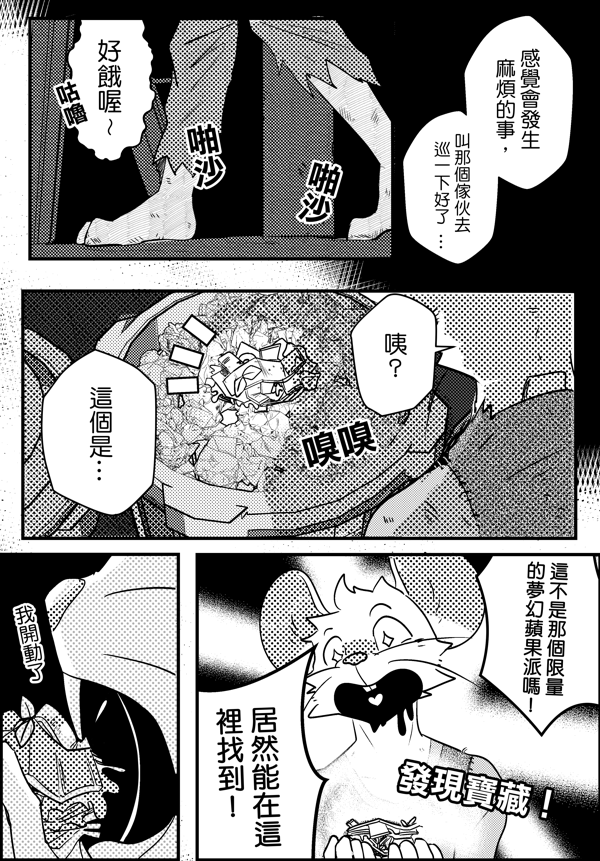 感覺會發生
麻煩的事，
叫那個傢伙去
巡一下好了…
好餓喔～
咕嚕
啪沙
啪沙
咦？
嗅嗅
這個是…
這不是那個限量
的夢幻蘋果派嗎！
居然能在這
裡找到！
發現寶藏！
我開動了